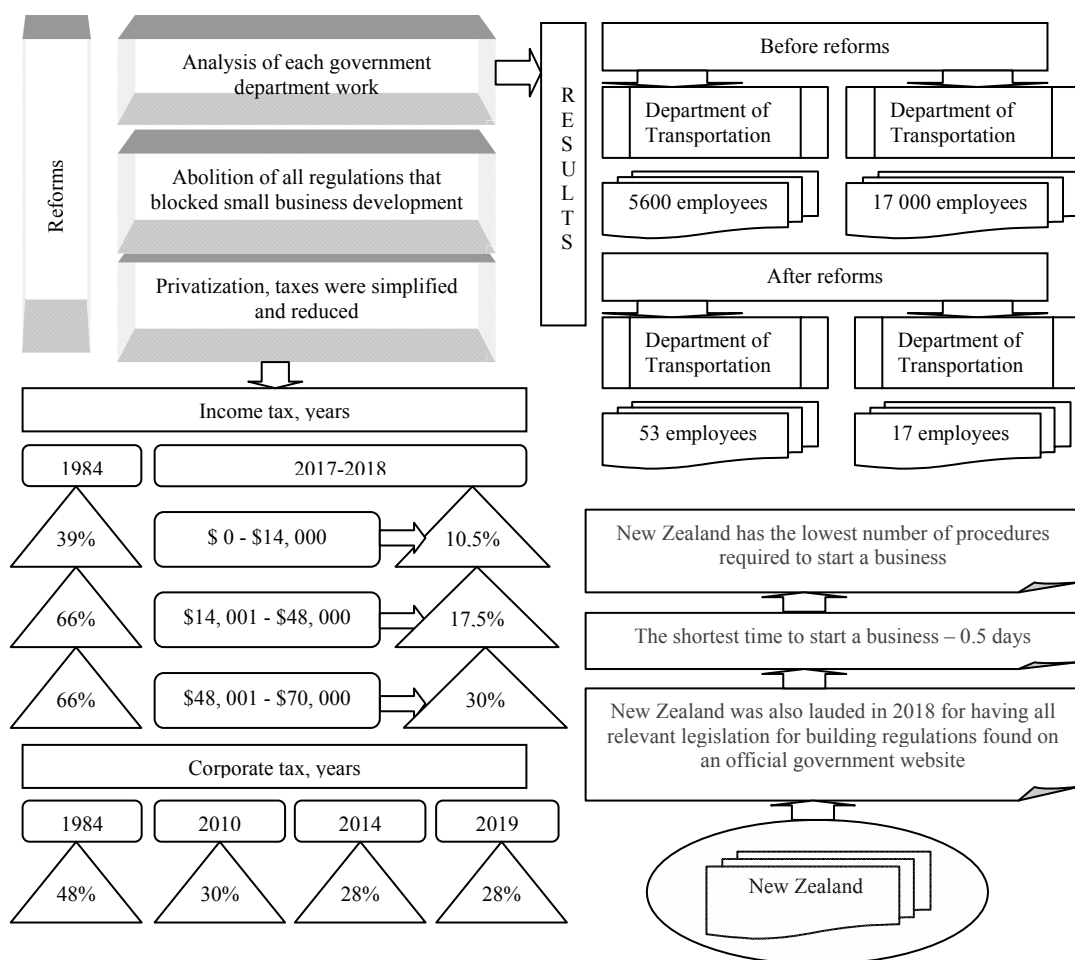 Reforms
Analysis of each government
department work
Abolition of all regulations that
blocked small business development
Privatization, taxes were simplified
and reduced
RESULTS
Before reforms
Department of
Transportation
Department of
Transportation
5600 employees
17 000 employees
After reforms
Department of
Transportation
Department of
Transportation
53 employees
17 employees
Income tax, years
1984
2017-2018
39%
$ 0 - $14, 000
10.5%
66%
$14, 001 - $48, 000
17.5%
66%
$48, 001 - $70, 000
30%
Corporate tax, years
1984
2010
2014
2019
48%
30%
28%
28%
New Zealand has the lowest number of procedures
required to start a business
The shortest time to start a business – 0.5 days
New Zealand was also lauded in 2018 for having all
relevant legislation for building regulations found on
an official government website
New Zealand